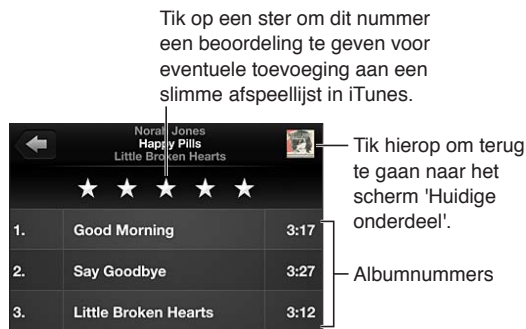 Tik op een ster om dit nummer
een beoordeling te geven voor
eventuele toevoeging aan een
slimme afspeellijst in iTunes.
Norah Jones
Happy Pills
Little Broken Hearts
Tik hierop om terug
te gaan naar het
scherm 'Huidige
onderdeel'.
1. Good Morning 3:17
2. Say Goodbye 3:27
3. Little Broken Hearts 3:12
Albumnummers